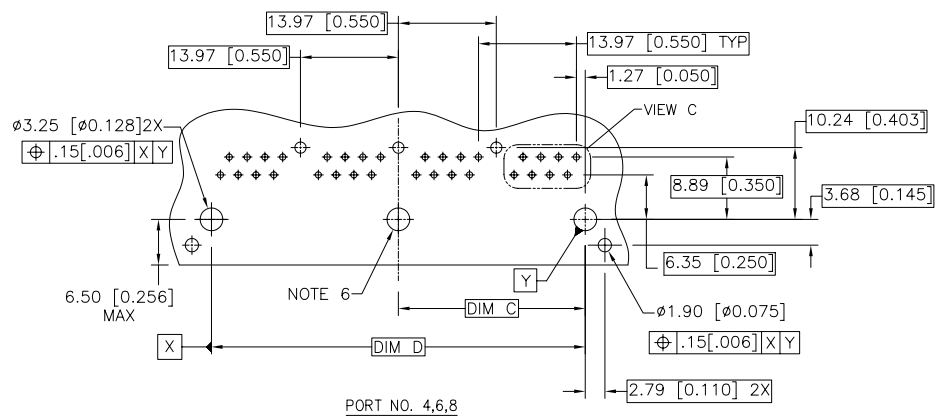 13.97 [0.550]
13.97 [0.550]
13.97 [0.550] TYP
1.27 [0.050]
VIEW C
ø3.25 [ø0.128]2X
⌖ .15[.006] X Y
10.24 [0.403]
8.89 [0.350]
3.68 [0.145]
6.35 [0.250]
6.50 [0.256]
MAX
NOTE 6
Y
DIM C
ø1.90 [ø0.075]
⌖ .15[.006] X Y
X
DIM D
2.79 [0.110] 2X
PORT NO. 4,6,8